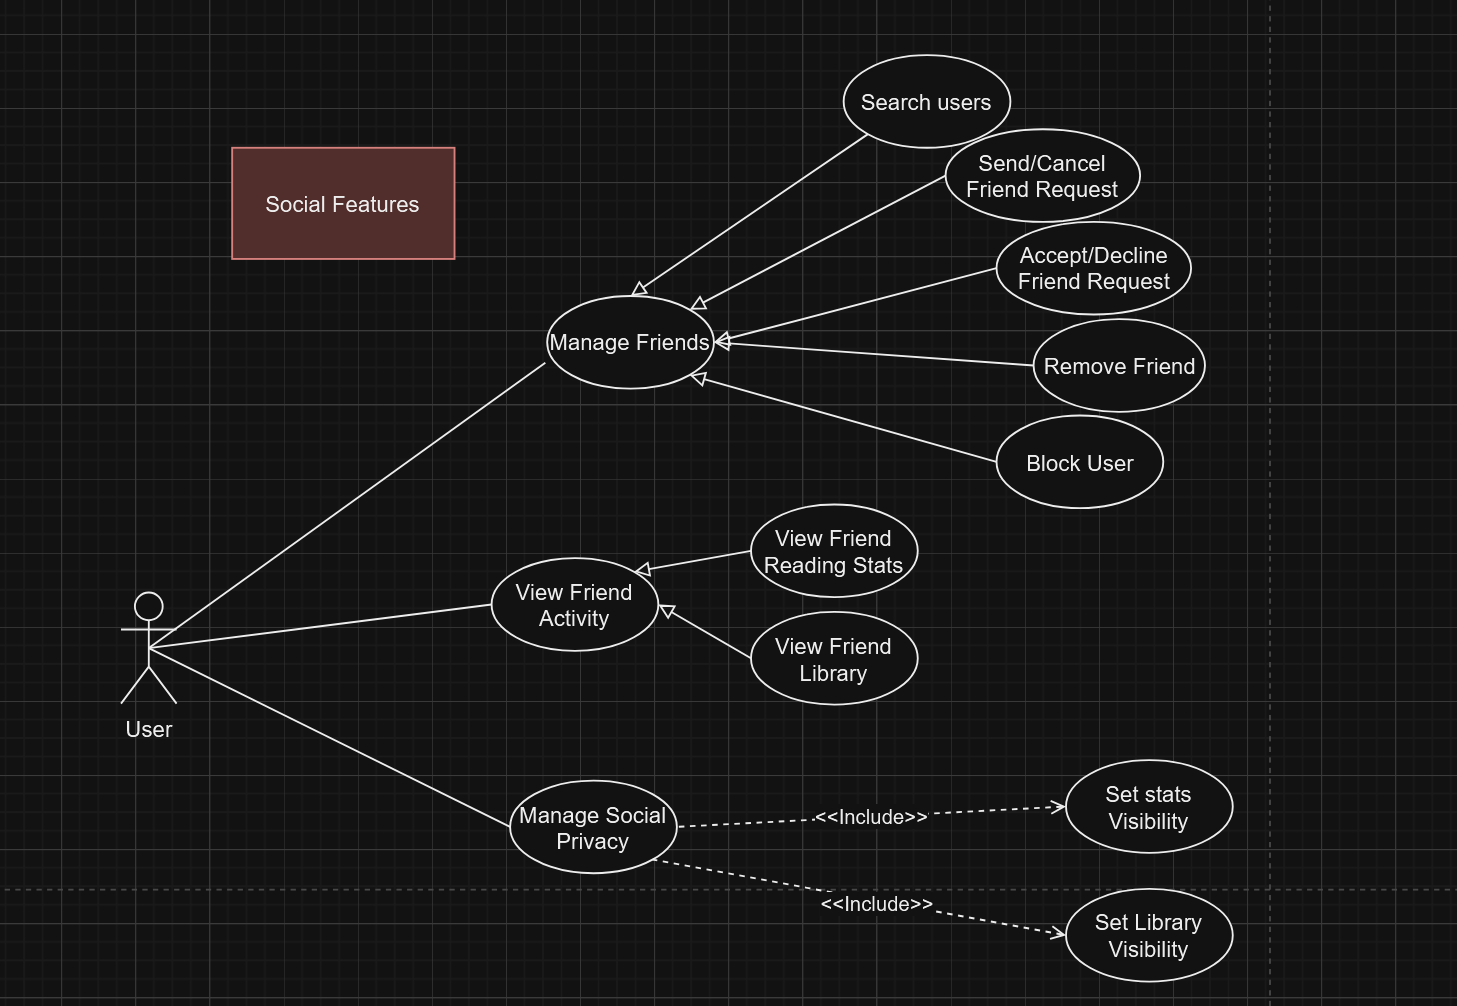 Search users
Send/Cancel
Friend Request
Social Features
Accept/Decline
Friend Request
Manage Friends
Remove Friend
Block User
View Friend
Reading Stats
View Friend
Activity
View Friend
Library
User
Manage Social
Privacy
<<Include>>
Set stats
Visibility
<<Include>>
Set Library
Visibility